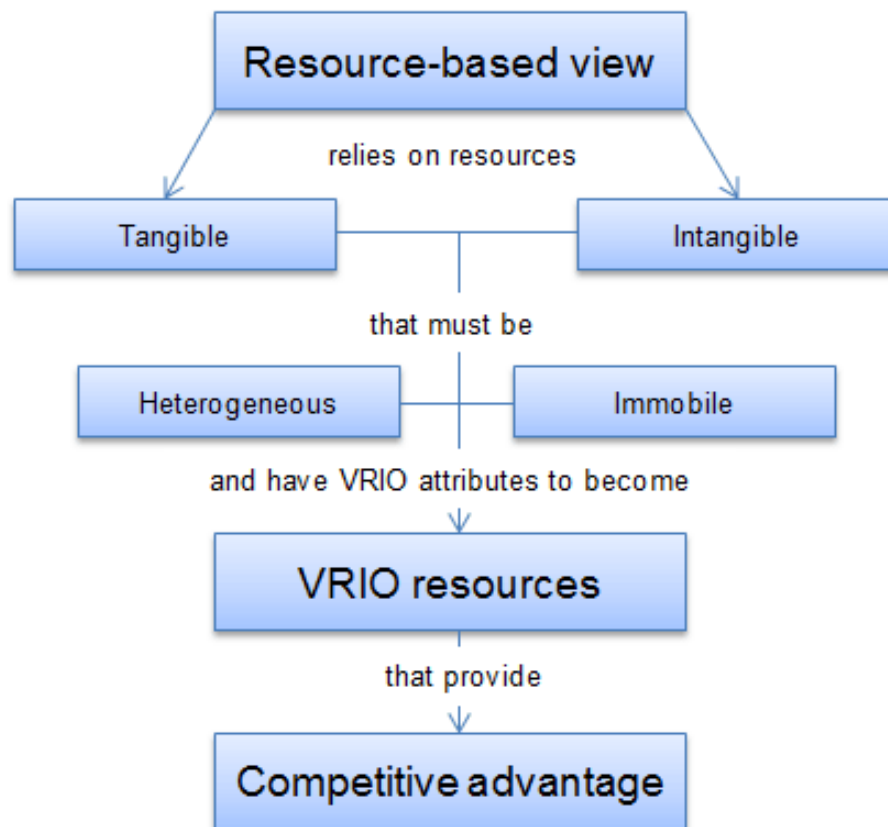 Resource-based view
relies on resources
Tangible
Intangible
that must be
Heterogeneous
Immobile
and have VRIO attributes to become
VRIO resources
that provide
Competitive advantage